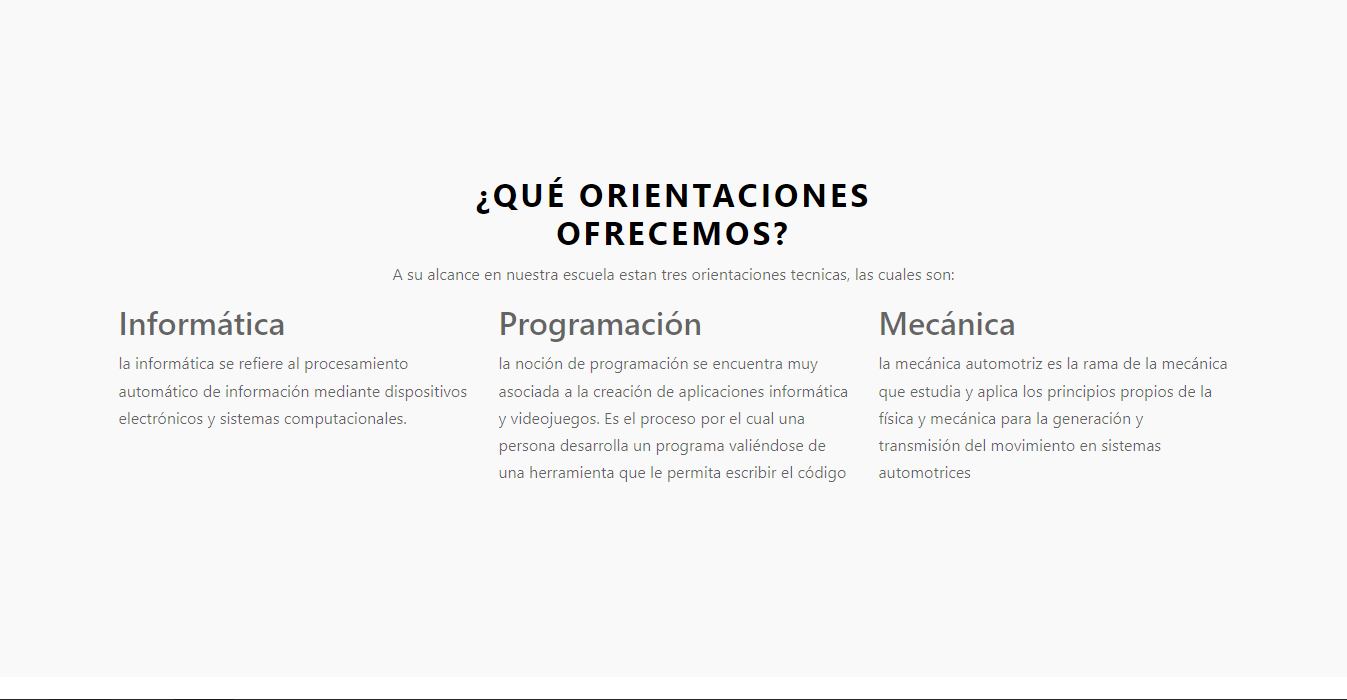 ¿QUÉ ORIENTACIONES
OFRECEMOS?
A su alcance en nuestra escuela estan tres orientaciones tecnicas, las cuales son:
Informática
la informática se refiere al procesamiento
automático de información mediante dispositivos
electrónicos y sistemas computacionales.
Programación
la noción de programación se encuentra muy
asociada a la creación de aplicaciones informática
y videojuegos. Es el proceso por el cual una
persona desarrolla un programa valiéndose de
una herramienta que le permita escribir el código
Mecánica
la mecánica automotriz es la rama de la mecánica
que estudia y aplica los principios propios de la
física y mecánica para la generación y
transmisión del movimiento en sistemas
automotrices